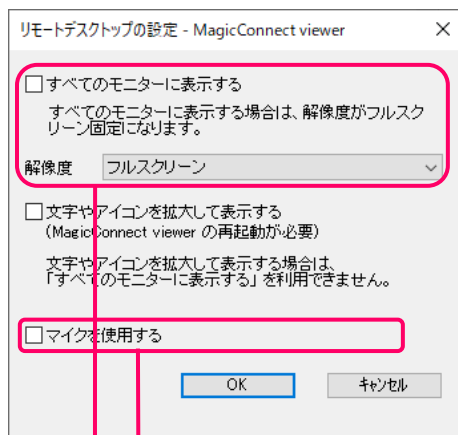 リモートデスクトップの設定 - MagicConnect viewer
すべてのモニターに表示する
すべてのモニターに表示する場合は、解像度がフルスク
リーン固定になります。
解像度 フルスクリーン
文字やアイコンを拡大して表示する
(MagicConnect viewer の再起動が必要)
文字やアイコンを拡大して表示する場合は、
「すべてのモニターに表示する」を利用できません。
マイクを使用する
OK キャンセル